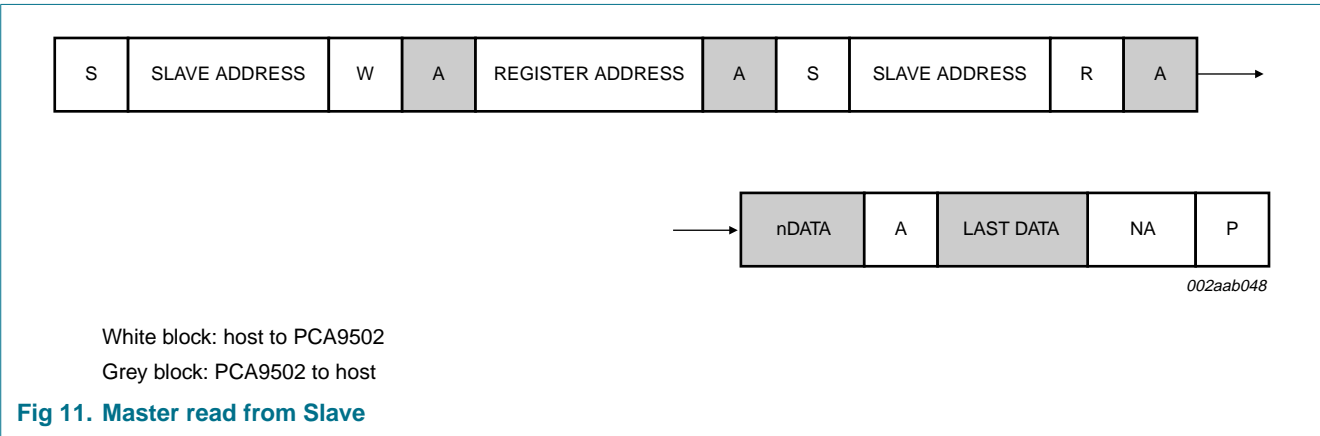 S SLAVE ADDRESS W A REGISTER ADDRESS A S SLAVE ADDRESS R A
nDATA A LAST DATA NA P
002aab048
White block: host to PCA9502
Grey block: PCA9502 to host
Fig 11. Master read from Slave